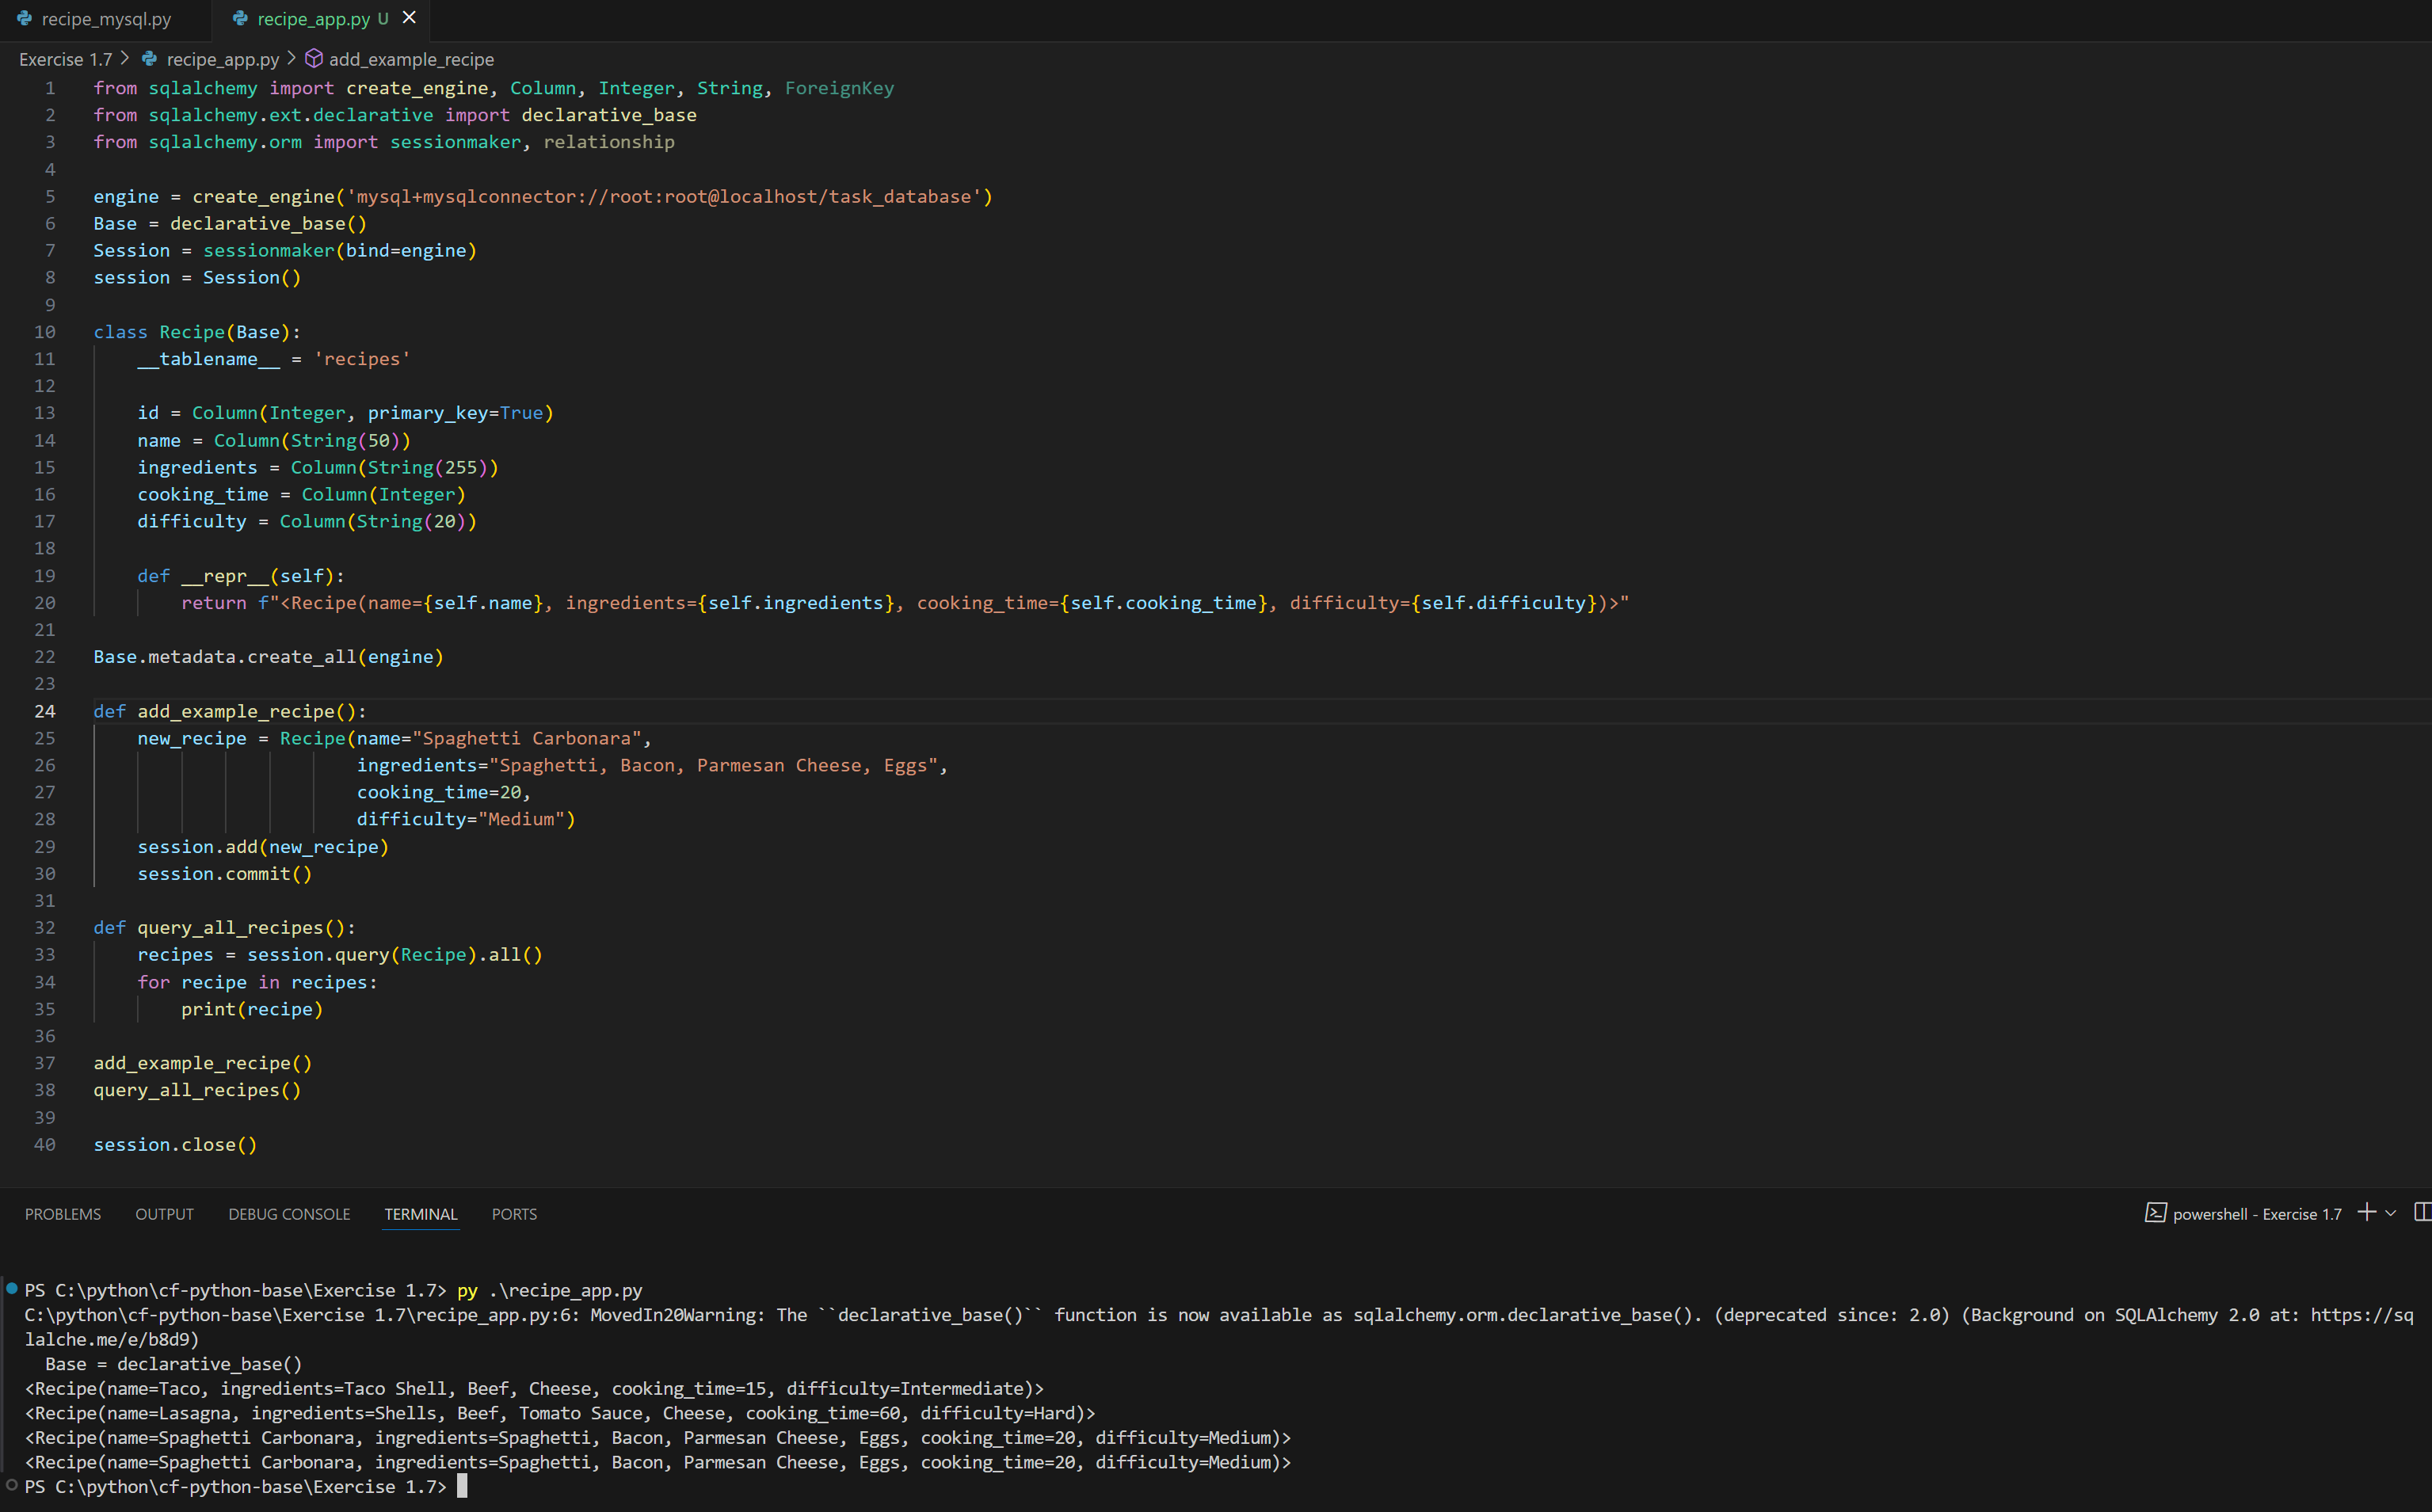 recipe_mysql.py
recipe_app.py U
Exercise 1.7 > recipe_app.py > add_example_recipe
1 from sqlalchemy import create_engine, Column, Integer, String, ForeignKey
2 from sqlalchemy.ext.declarative import declarative_base
3 from sqlalchemy.orm import sessionmaker, relationship
4
5 engine = create_engine('mysql+mysqlconnector://root:root@localhost/task_database')
6 Base = declarative_base()
7 Session = sessionmaker(bind=engine)
8 session = Session()
9
10 class Recipe(Base):
11     __tablename__ = 'recipes'
12
13     id = Column(Integer, primary_key=True)
14     name = Column(String(50))
15     ingredients = Column(String(255))
16     cooking_time = Column(Integer)
17     difficulty = Column(String(20))
18
19     def __repr__(self):
20         return f"<Recipe(name={self.name}, ingredients={self.ingredients}, cooking_time={self.cooking_time}, difficulty={self.difficulty})>"
21
22 Base.metadata.create_all(engine)
23
24 def add_example_recipe():
25     new_recipe = Recipe(name="Spaghetti Carbonara",
26                         ingredients="Spaghetti, Bacon, Parmesan Cheese, Eggs",
27                         cooking_time=20,
28                         difficulty="Medium")
29     session.add(new_recipe)
30     session.commit()
31
32 def query_all_recipes():
33     recipes = session.query(Recipe).all()
34     for recipe in recipes:
35         print(recipe)
36
37 add_example_recipe()
38 query_all_recipes()
39
40 session.close()
PROBLEMS OUTPUT DEBUG CONSOLE TERMINAL PORTS
powershell - Exercise 1.7
PS C:\python\cf-python-base\Exercise 1.7> py .\recipe_app.py
C:\python\cf-python-base\Exercise 1.7\recipe_app.py:6: MovedIn20Warning: The ``declarative_base()`` function is now available as sqlalchemy.orm.declarative_base(). (deprecated since: 2.0) (Background on SQLAlchemy 2.0 at: https://sq
lalche.me/e/b8d9)
  Base = declarative_base()
<Recipe(name=Taco, ingredients=Taco Shell, Beef, Cheese, cooking_time=15, difficulty=Intermediate)>
<Recipe(name=Lasagna, ingredients=Shells, Beef, Tomato Sauce, Cheese, cooking_time=60, difficulty=Hard)>
<Recipe(name=Spaghetti Carbonara, ingredients=Spaghetti, Bacon, Parmesan Cheese, Eggs, cooking_time=20, difficulty=Medium)>
<Recipe(name=Spaghetti Carbonara, ingredients=Spaghetti, Bacon, Parmesan Cheese, Eggs, cooking_time=20, difficulty=Medium)>
PS C:\python\cf-python-base\Exercise 1.7>